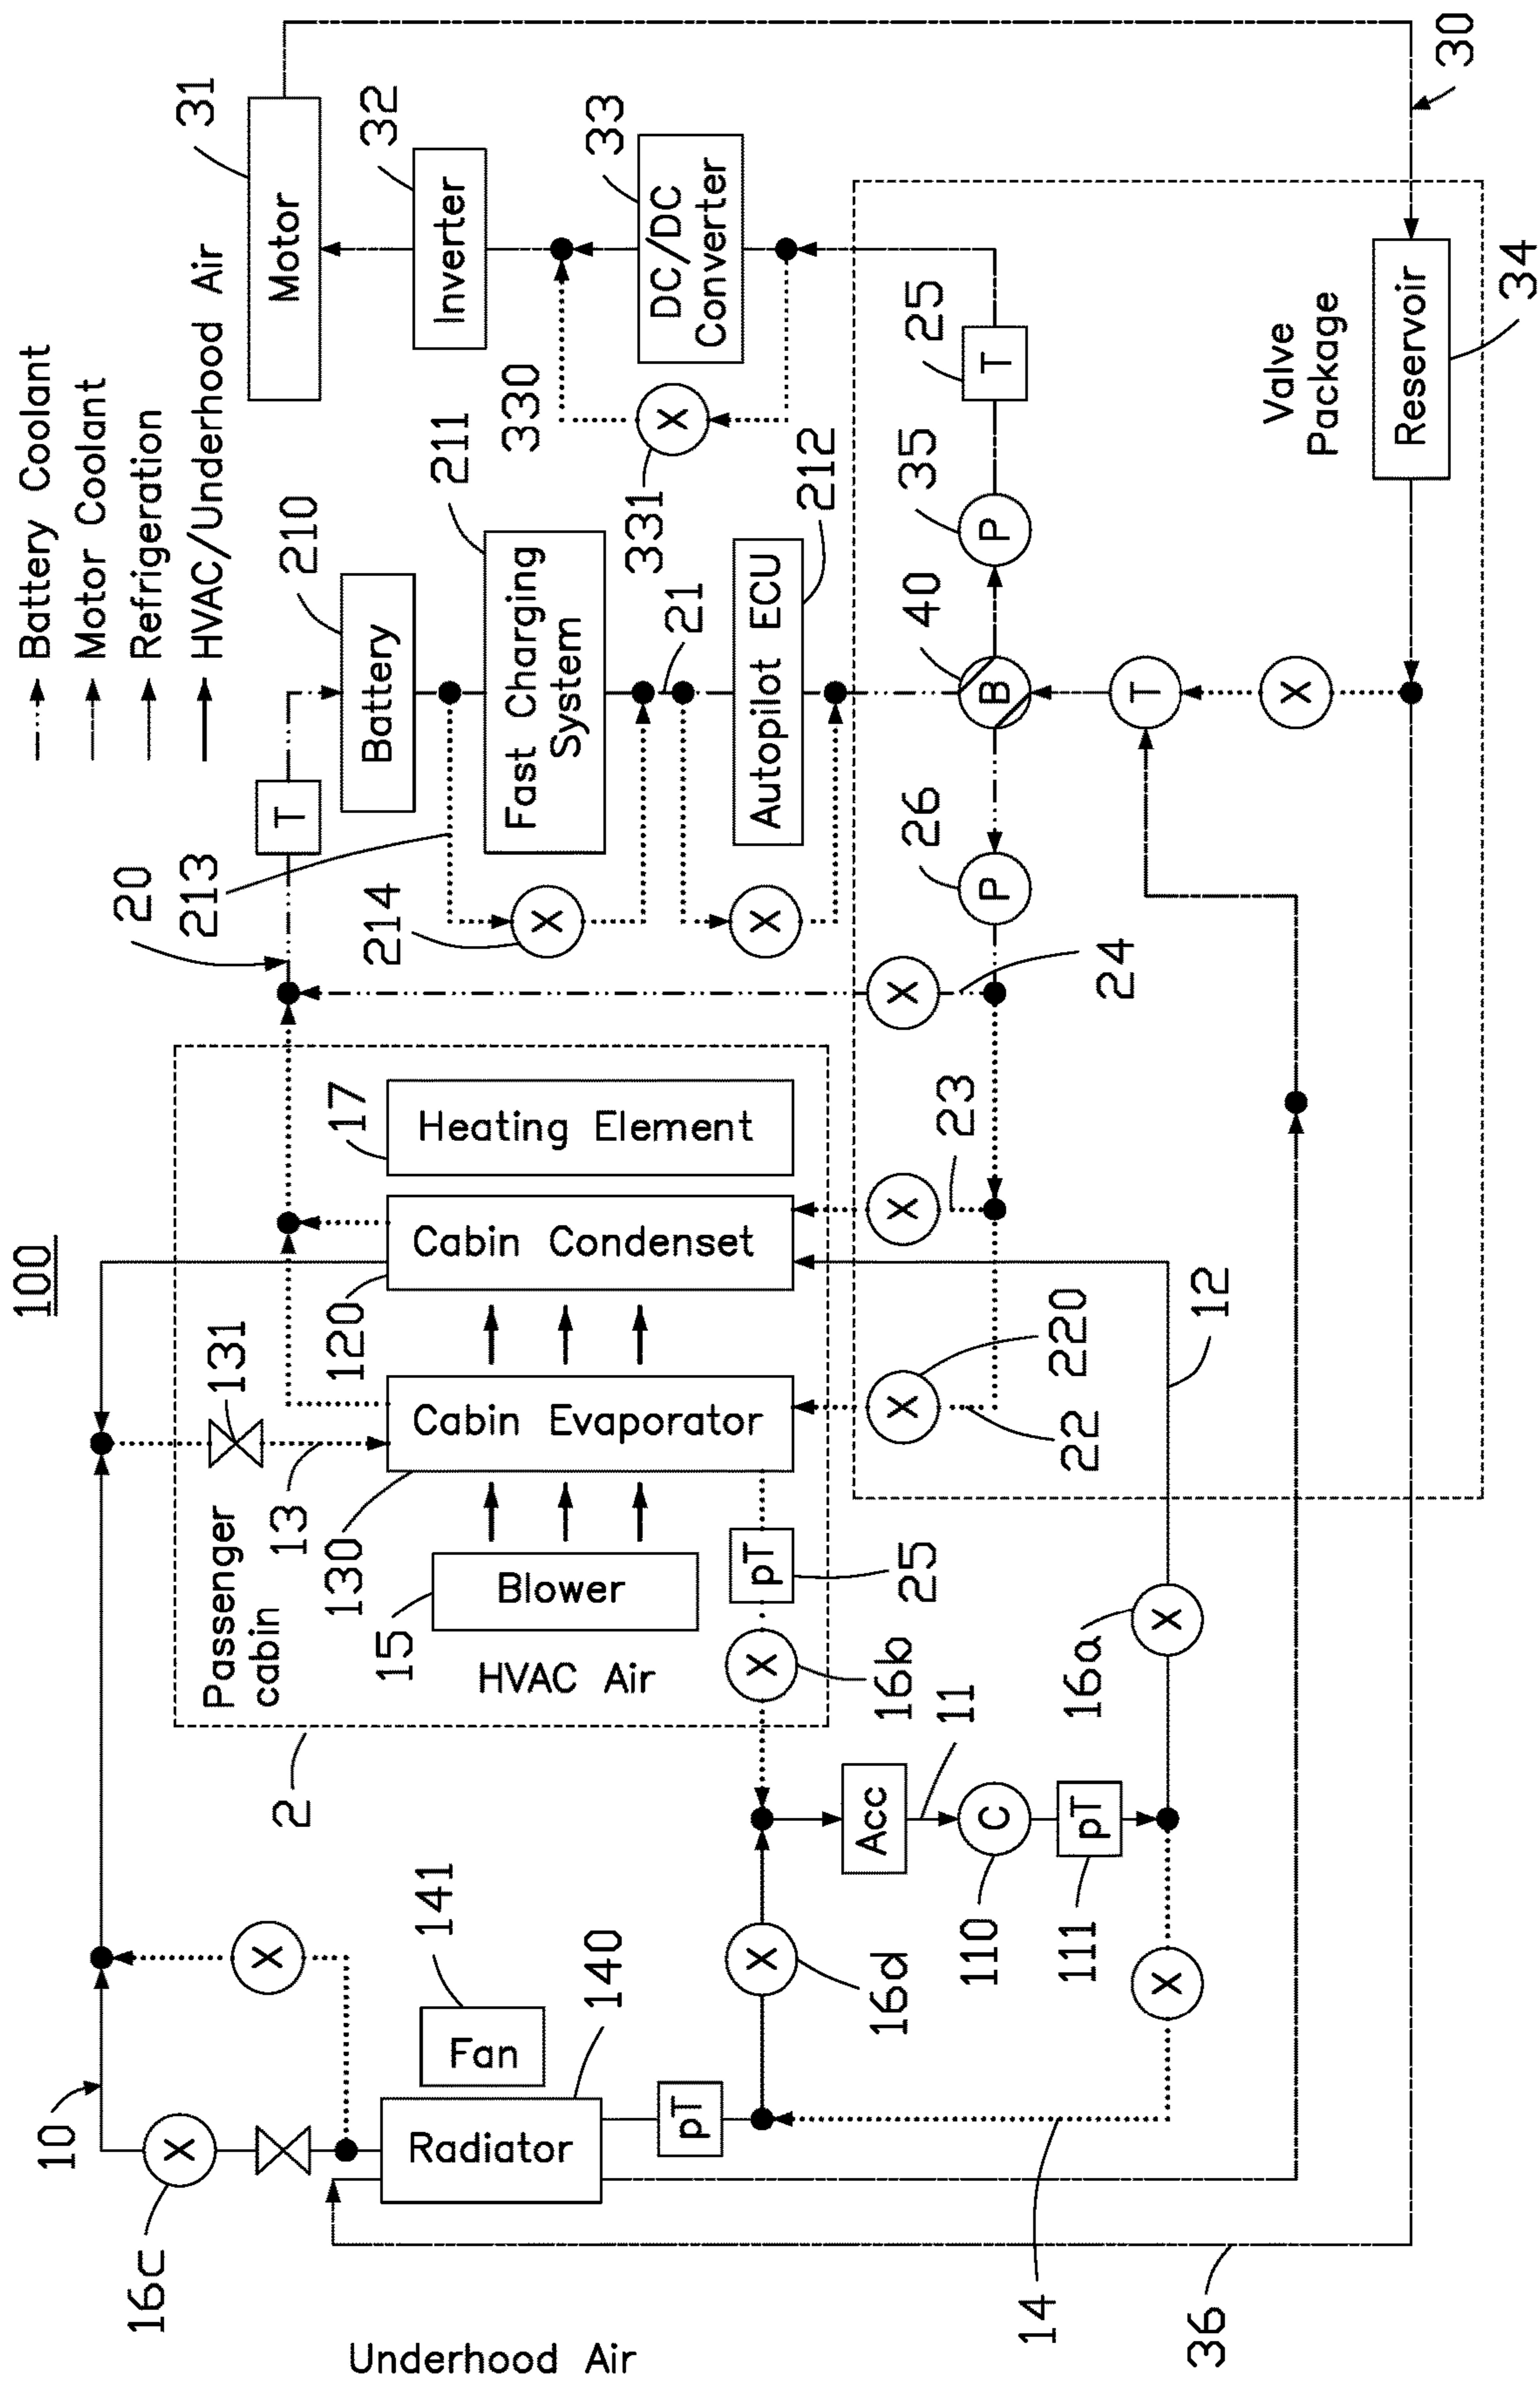 100
Battery Coolant
Motor Coolant
Refrigeration
HVAC/Underhood Air
10
16c
X
X
Radiator
Fan
141
140
pT
X
16d
Underhood Air
14
36
2
Passenger
cabin
131
13
130
120
17
15
Blower
HVAC Air
Cabin Evaporator
Cabin Condenset
Heating Element
pT
25
X
16b
Acc
11
C
110
pT
111
X
X
16a
12
20
213
T
Battery
210
Fast Charging
System
211
214
X
21
X
Autopilot ECU
212
X
24
X
23
X
220
22
P
26
B
40
P
35
T
25
T
X
Motor
31
Inverter
32
DC/DC
Converter
33
330
X
331
30
Valve
Package
Reservoir
34